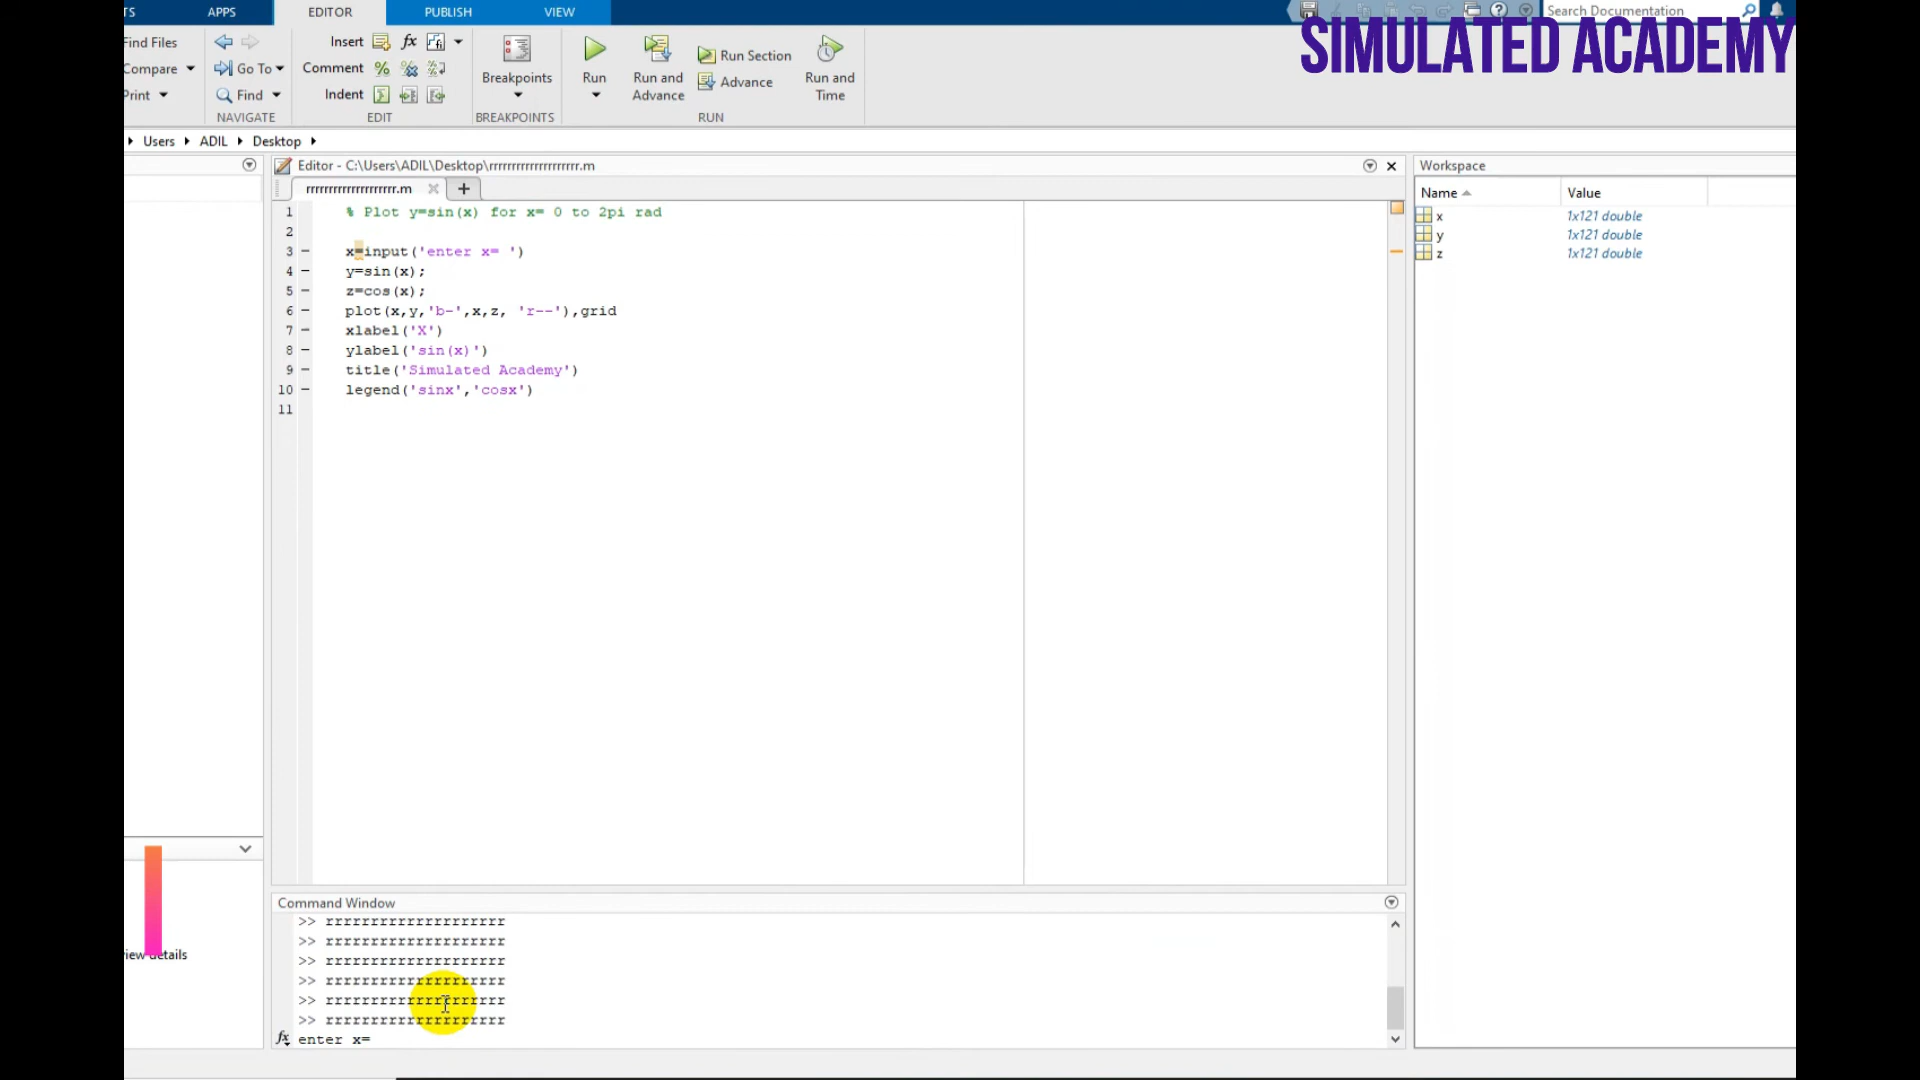 TS APPS EDITOR PUBLISH VIEW Search Documentation
SIMULATED ACADEMY
Find Files
Compare
Print
Go To
Find
NAVIGATE
Insert
Comment
Indent
EDIT
Breakpoints
BREAKPOINTS
Run
Run and Advance
Run Section
Advance
Run and Time
RUN
Users ADIL Desktop
Editor - C:\Users\ADIL\Desktop\rrrrrrrrrrrrrrrrrrrr.m
rrrrrrrrrrrrrrrrrrrr.m
1 % Plot y=sin(x) for x= 0 to 2pi rad
2
3 x=input('enter x= ')
4 y=sin(x);
5 z=cos(x);
6 plot(x,y,'b-',x,z, 'r--'),grid
7 xlabel('X')
8 ylabel('sin(x)')
9 title('Simulated Academy')
10 legend('sinx','cosx')
11
Workspace
Name Value
x 1x121 double
y 1x121 double
z 1x121 double
view details
Command Window
>> rrrrrrrrrrrrrrrrrrrr
>> rrrrrrrrrrrrrrrrrrrr
>> rrrrrrrrrrrrrrrrrrrr
>> rrrrrrrrrrrrrrrrrrrr
>> rrrrrrrrrrrrrrrrrrrr
>> rrrrrrrrrrrrrrrrrrrr
fx enter x=